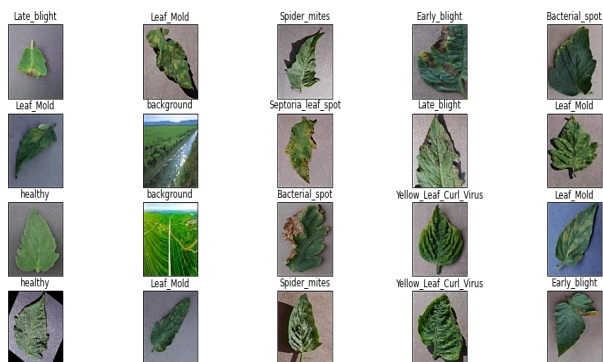 Late_blight Leaf_Mold Spider_mites Early_blight Bacterial_spot
Leaf_Mold background Septoria_leaf_spot Late_blight Leaf_Mold
healthy background Bacterial_spot Yellow_Leaf_Curl_Virus Leaf_Mold
healthy Leaf_Mold Spider_mites Yellow_Leaf_Curl_Virus Early_blight